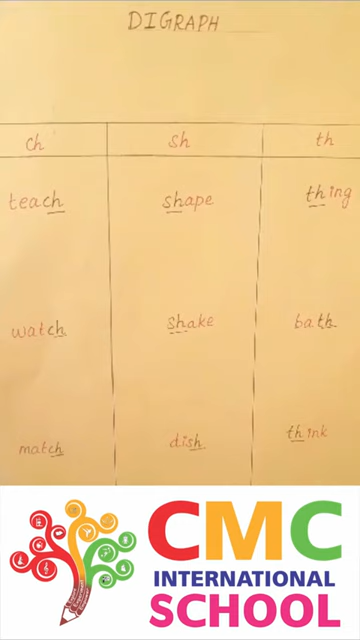 DIGRAPH
ch sh th
teach shape thing
watch shake bath
match dish think
CMC
INTERNATIONAL
SCHOOL